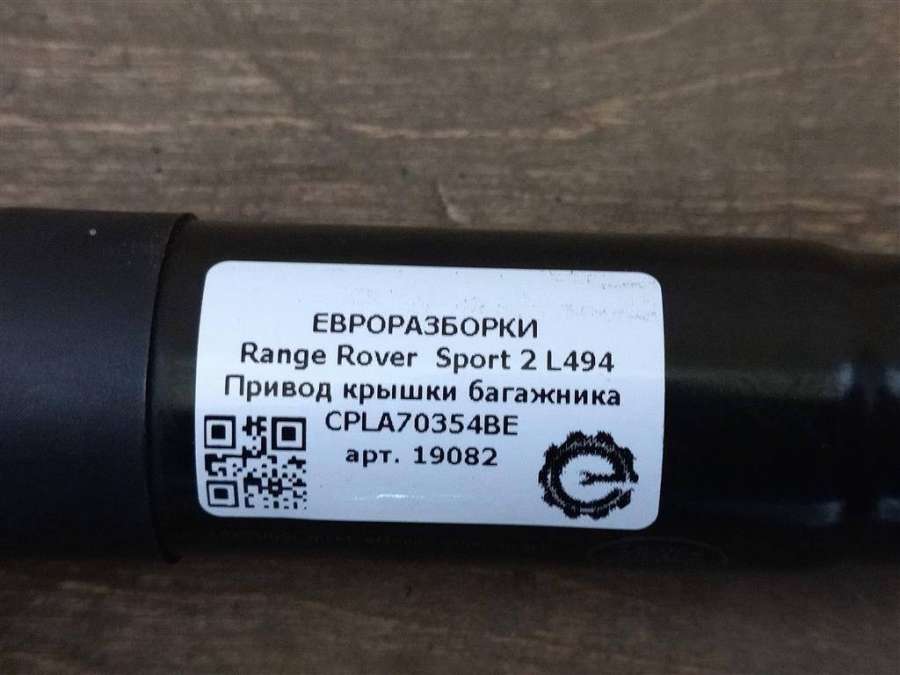 ЕВРОРАЗБОРКИ
Range Rover Sport 2 L494
Привод крышки багажника
CPLA70354BE
арт. 19082